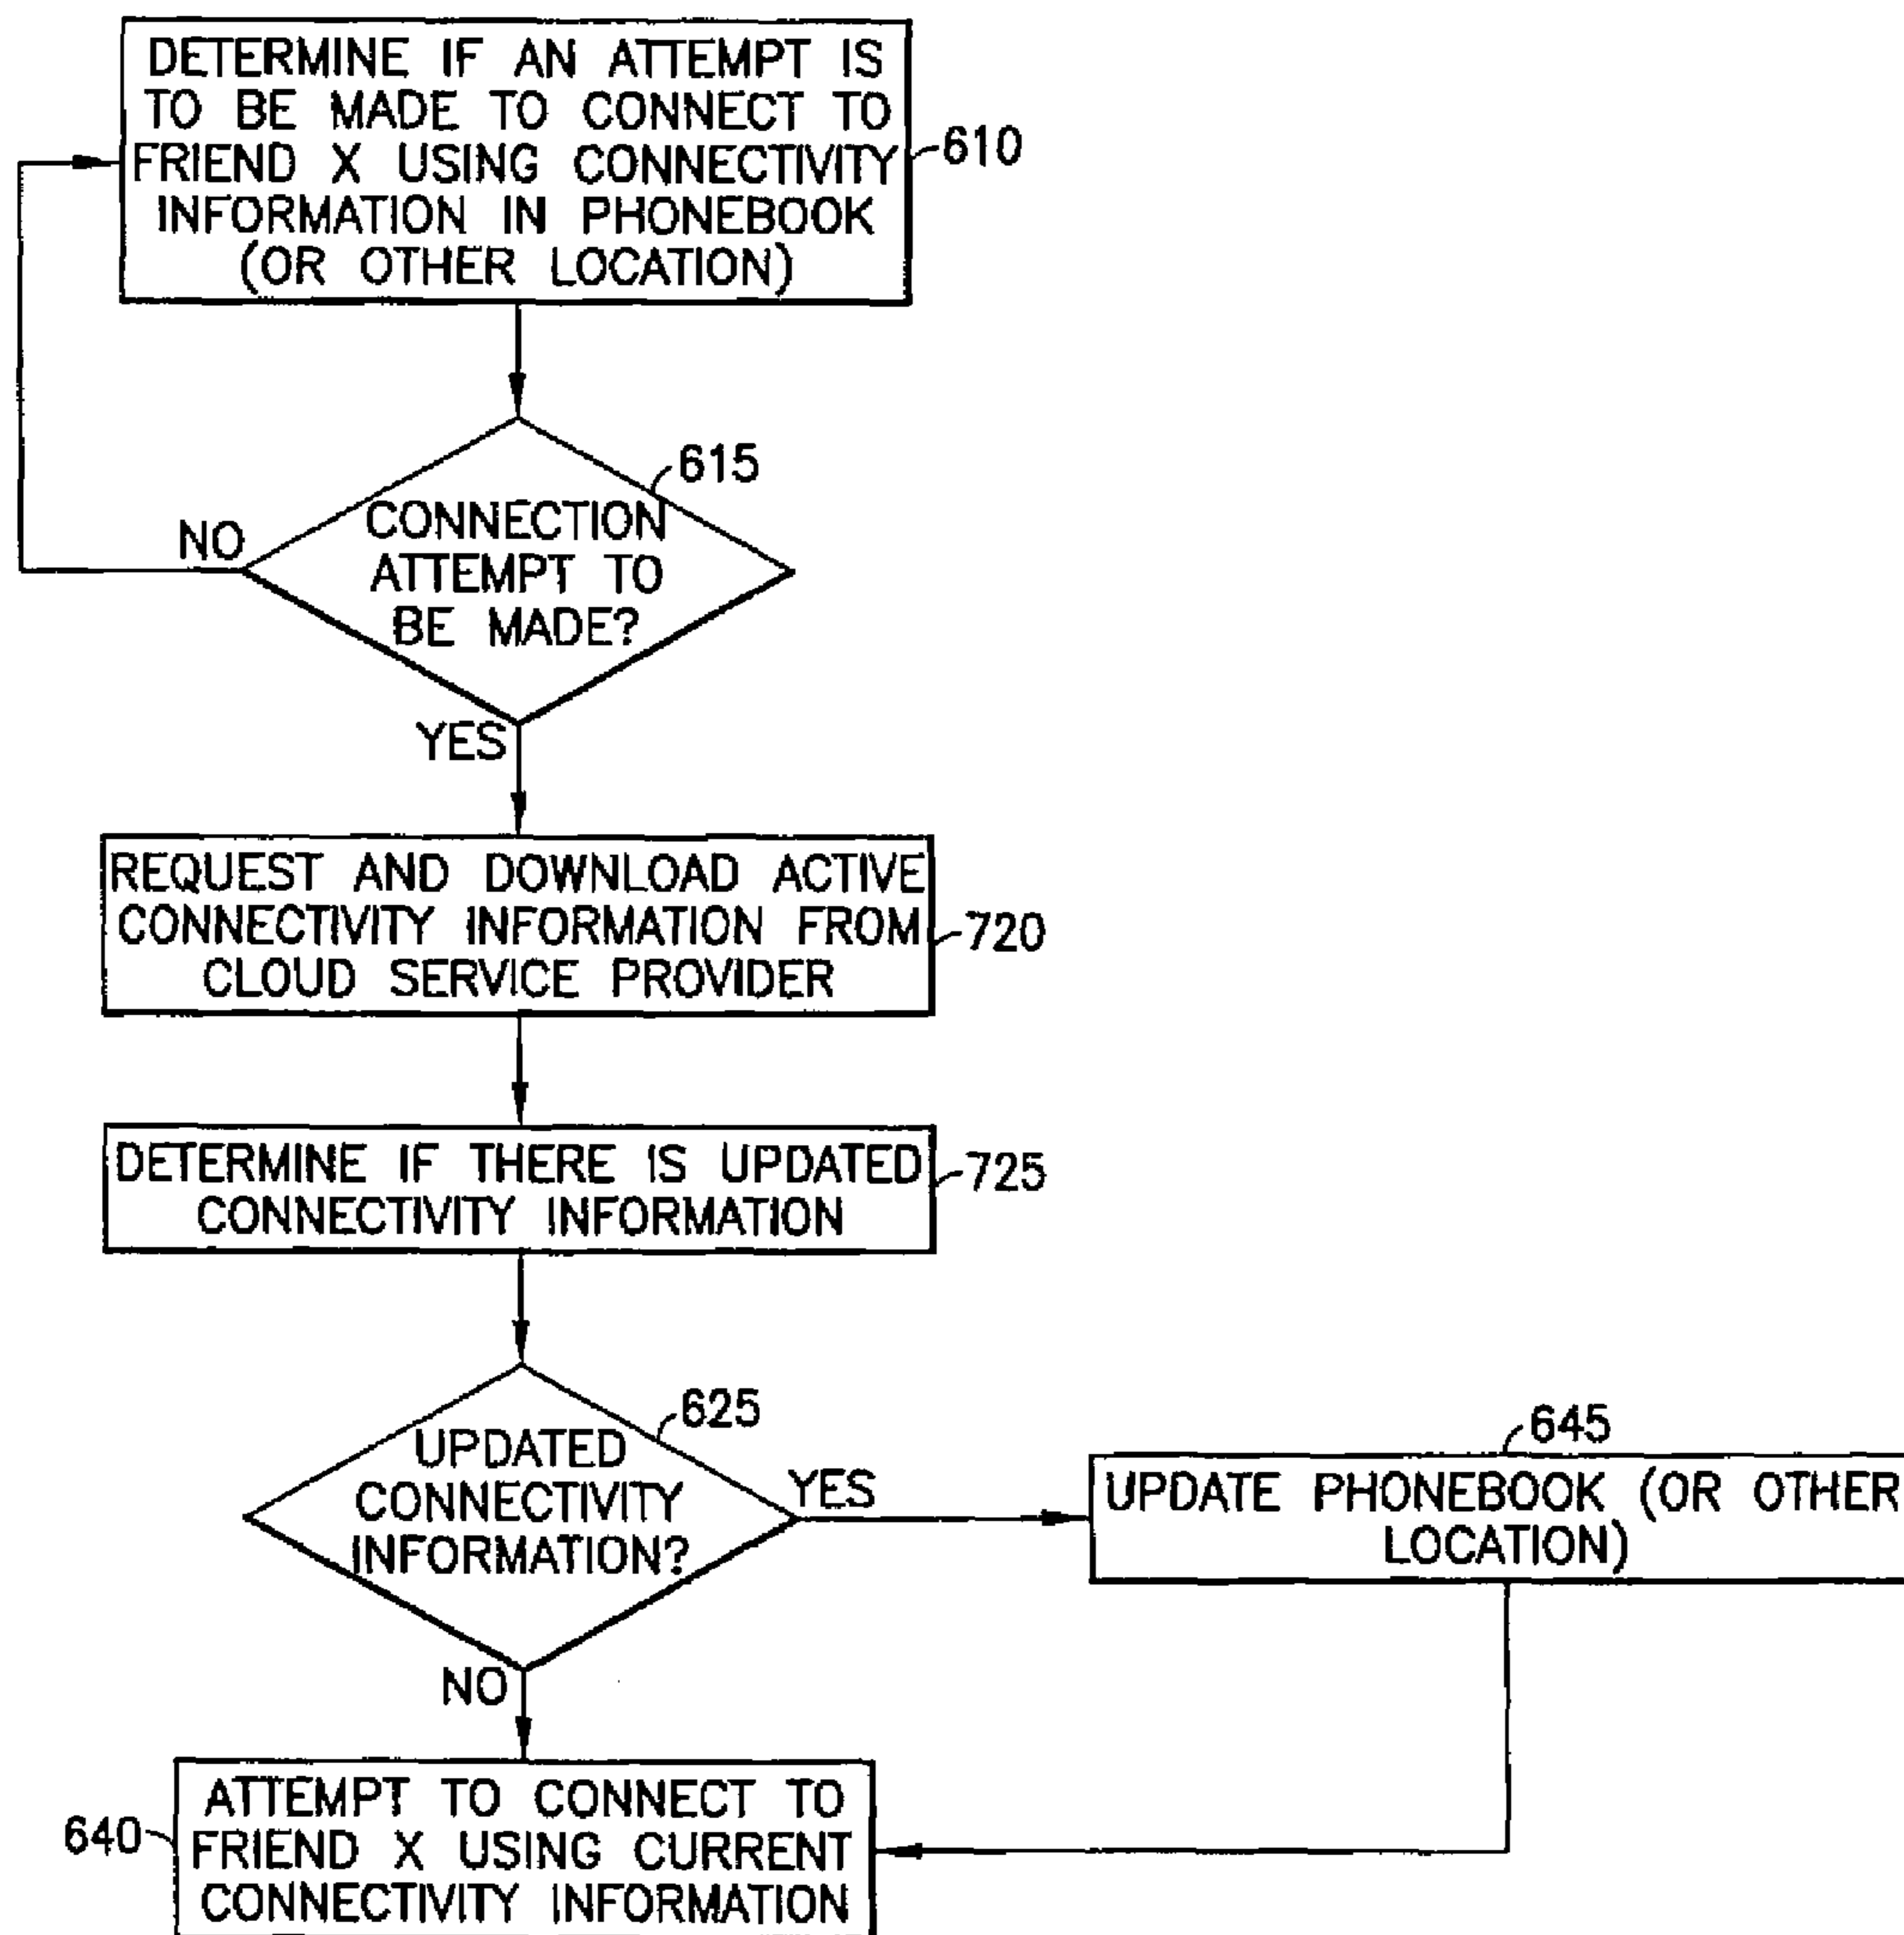 DETERMINE IF AN ATTEMPT IS
TO BE MADE TO CONNECT TO
FRIEND X USING CONNECTIVITY
INFORMATION IN PHONEBOOK
(OR OTHER LOCATION)
610
615
CONNECTION
ATTEMPT TO
BE MADE?
NO
YES
REQUEST AND DOWNLOAD ACTIVE
CONNECTIVITY INFORMATION FROM
CLOUD SERVICE PROVIDER
720
DETERMINE IF THERE IS UPDATED
CONNECTIVITY INFORMATION
725
625
UPDATED
CONNECTIVITY
INFORMATION?
YES
645
UPDATE PHONEBOOK (OR OTHER
LOCATION)
NO
640
ATTEMPT TO CONNECT TO
FRIEND X USING CURRENT
CONNECTIVITY INFORMATION